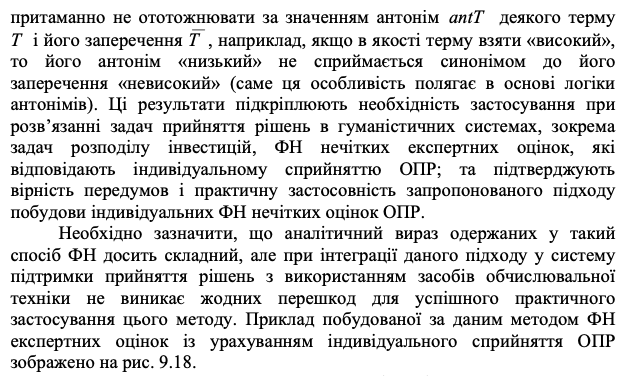 притаманно не ототожнювати за значенням антонім antT деякого терму
T і його заперечення T̅, наприклад, якщо в якості терму взяти «високий»,
то його антонім «низький» не сприймається синонімом до його
заперечення «невисокий» (саме ця особливість полягає в основі логіки
антонімів). Ці результати підкріплюють необхідність застосування при
розв’язанні задач прийняття рішень в гуманістичних системах, зокрема
задач розподілу інвестицій, ФН нечітких експертних оцінок, які
відповідають індивідуальному сприйняттю ОПР; та підтверджують
вірність передумов і практичну застосовність запропонованого підходу
побудови індивідуальних ФН нечітких оцінок ОПР.
Необхідно зазначити, що аналітичний вираз одержаних у такий
спосіб ФН досить складний, але при інтеграції даного підходу у систему
підтримки прийняття рішень з використанням засобів обчислювальної
техніки не виникає жодних перешкод для успішного практичного
застосування цього методу. Приклад побудованої за даним методом ФН
експертних оцінок із урахуванням індивідуального сприйняття ОПР
зображено на рис. 9.18.